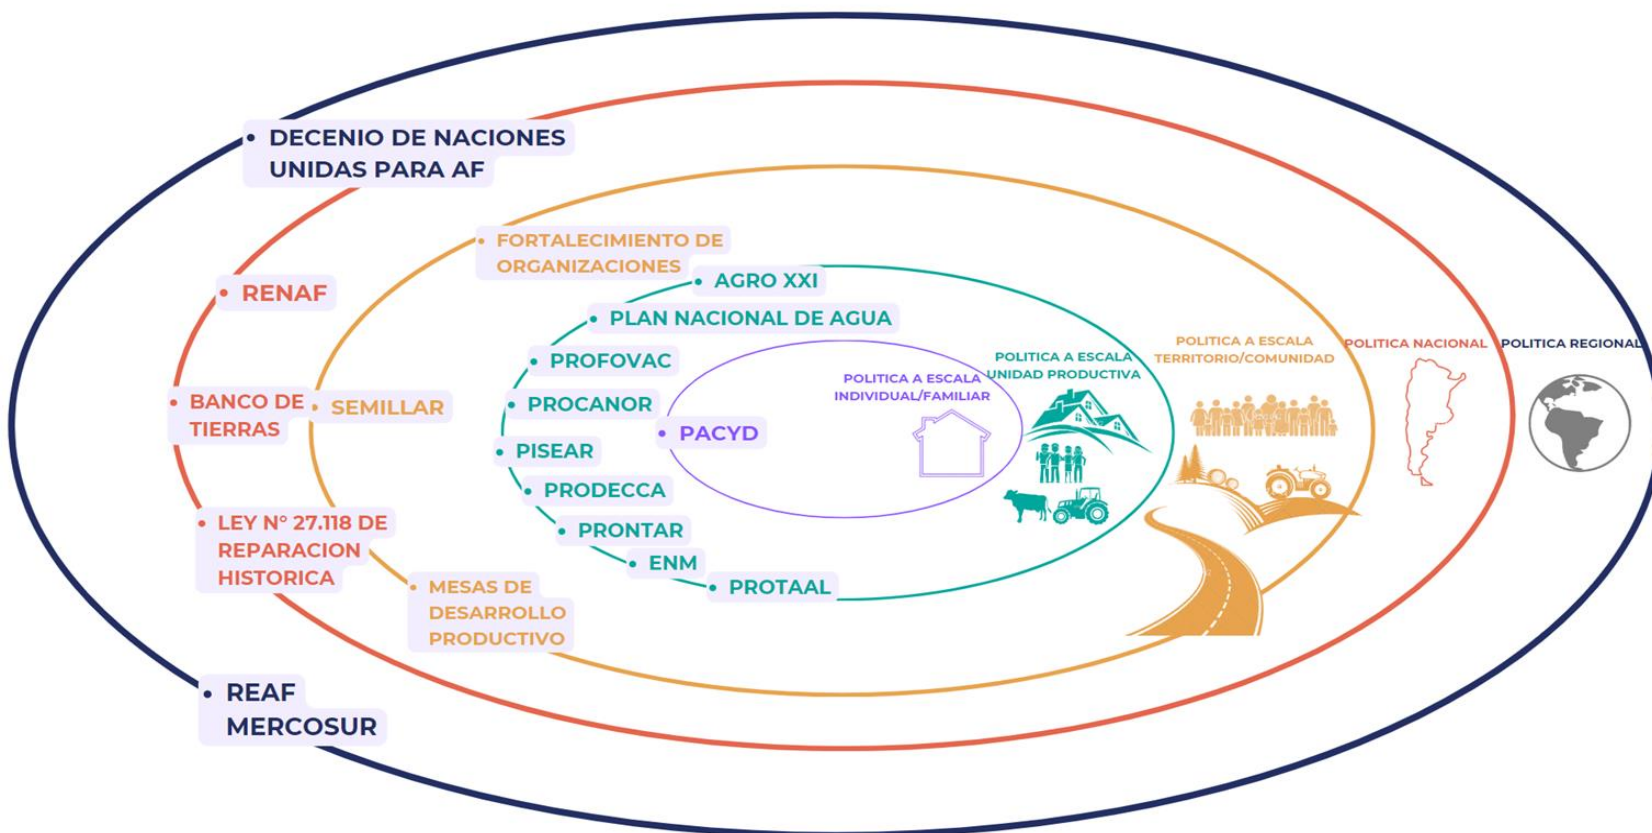 • DECENIO DE NACIONES
UNIDAS PARA AF
• FORTALECIMIENTO DE
ORGANIZACIONES
• AGRO XXI
• RENAF
• PLAN NACIONAL DE AGUA
• PROFOVAC
• BANCO DE
TIERRAS
• SEMILLAR
• PROCANOR
• PACYD
• PISEAR
• PRODECCA
• LEY N° 27.118 DE
REPARACION
HISTORICA
• PRONTAR
• ENM
• PROTAAL
• MESAS DE
DESARROLLO
PRODUCTIVO
• REAF
MERCOSUR
POLITICA A ESCALA
INDIVIDUAL/FAMILIAR
POLITICA A ESCALA
UNIDAD PRODUCTIVA
POLITICA A ESCALA
TERRITORIO/COMUNIDAD
POLITICA NACIONAL
POLITICA REGIONAL